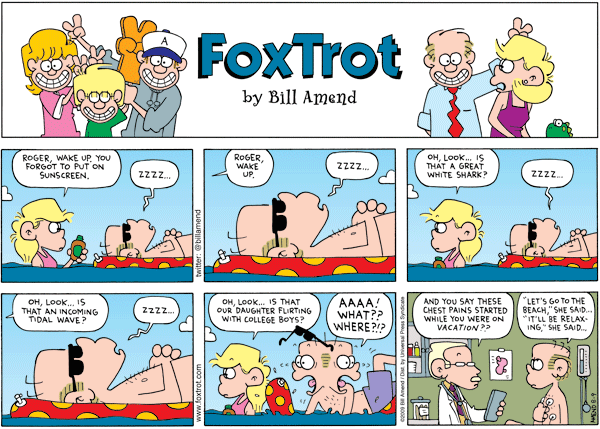 FoxTrot
by Bill Amend
A
ROGER, WAKE UP. YOU
FORGOT TO PUT ON
SUNSCREEN.
ZZZZ...
twitter: @billamend
ROGER,
WAKE
UP.
ZZZZ...
OH, LOOK... IS
THAT A GREAT
WHITE SHARK?
ZZZZ...
OH, LOOK... IS
THAT AN INCOMING
TIDAL WAVE?
ZZZZ...
www.foxtrot.com
OH, LOOK... IS THAT
OUR DAUGHTER FLIRTING
WITH COLLEGE BOYS?
AAAA!
WHAT??
WHERE?!?
©2009 Bill Amend / Dist. by Universal Press Syndicate
AND YOU SAY THESE
CHEST PAINS STARTED
WHILE YOU WERE ON
VACATION??
"LET'S GO TO THE
BEACH," SHE SAID...
"IT'LL BE RELAX-
ING," SHE SAID...
AMEND 8-9